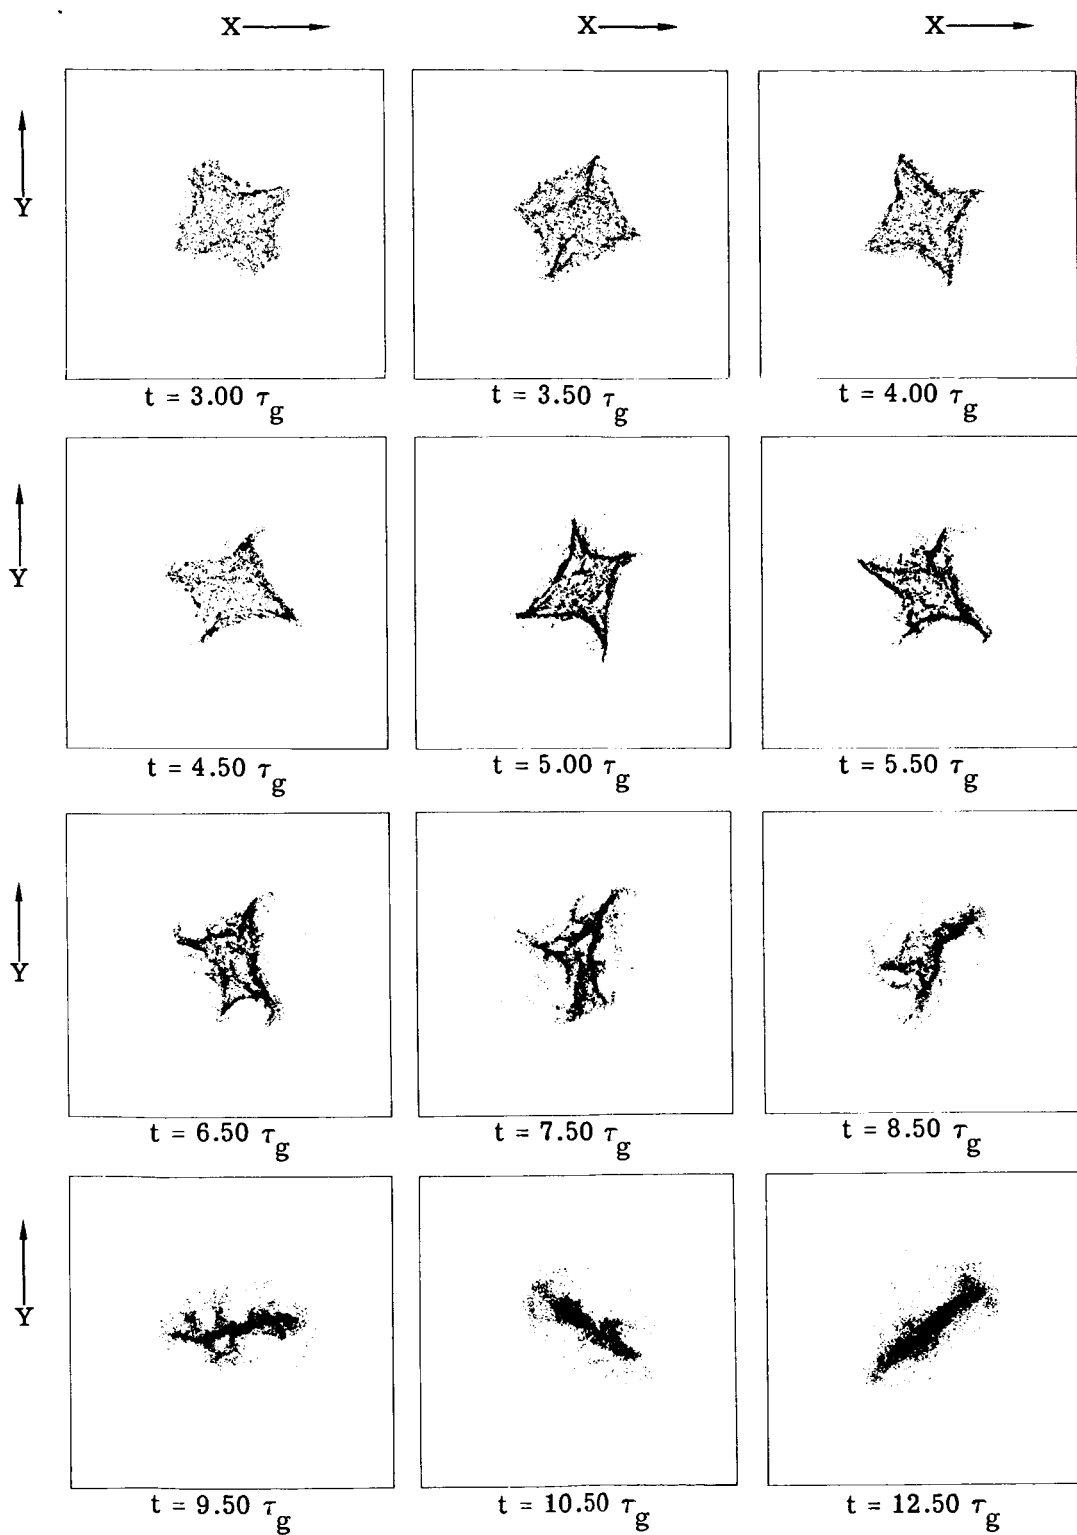 X X X
Y
t = 3.00 τg t = 3.50 τg t = 4.00 τg
Y
t = 4.50 τg t = 5.00 τg t = 5.50 τg
Y
t = 6.50 τg t = 7.50 τg t = 8.50 τg
Y
t = 9.50 τg t = 10.50 τg t = 12.50 τg